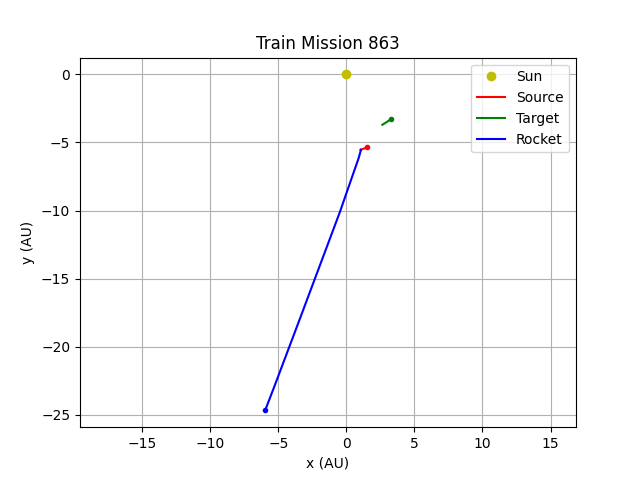 Train Mission 863
Sun
Source
Target
Rocket
0
−5
−10
−15
−20
−25
y (AU)
−15
−10
−5
0
5
10
15
x (AU)